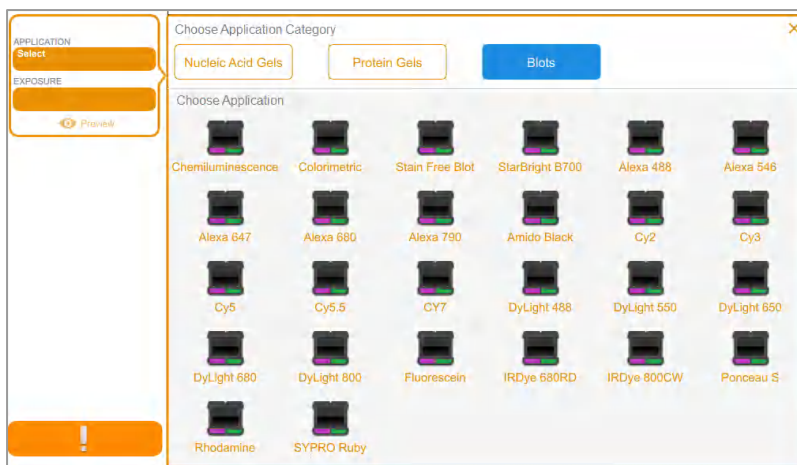 APPLICATION
Select
EXPOSURE
Preview
Choose Application Category
Nucleic Acid Gels Protein Gels Blots
Choose Application
Chemiluminescence Colorimetric Stain Free Blot StarBright B700 Alexa 488 Alexa 546
Alexa 647 Alexa 680 Alexa 790 Amido Black Cy2 Cy3
Cy5 Cy5.5 CY7 DyLight 488 DyLight 550 DyLight 650
DyLight 680 DyLight 800 Fluorescein IRDye 680RD IRDye 800CW Ponceau S
Rhodamine SYPRO Ruby
!